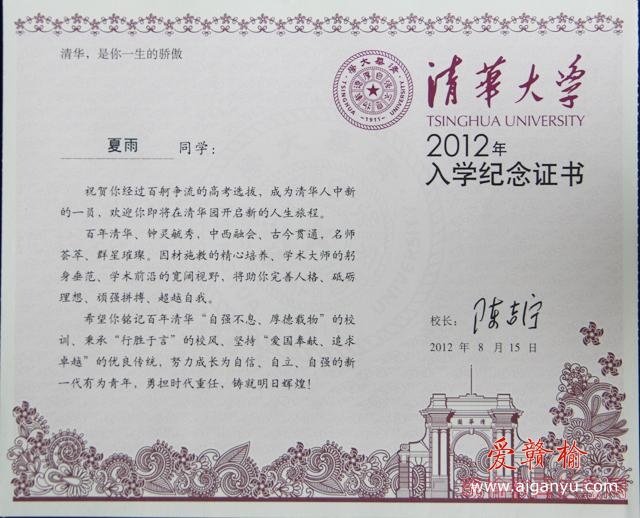 清华，是你一生的骄傲
清華大学
TSINGHUA UNIVERSITY
2012年
入学纪念证书
TSINGHUA UNIVERSITY
-1911-
夏雨 同学：
祝贺你经过百舸争流的高考选拔，成为清华人中新
的一员，欢迎你即将在清华园开启新的人生旅程。
百年清华、钟灵毓秀，中西融会、古今贯通，名师
荟萃、群星璀璨。因材施教的精心培养、学术大师的躬
身垂范、学术前沿的宽阔视野，将助你完善人格、砥砺
理想、顽强拼搏、超越自我。
希望你铭记百年清华“自强不息、厚德载物”的校
训、秉承“行胜于言”的校风、坚持“爱国奉献、追求
卓越”的优良传统，努力成长为自信、自立、自强的新
一代有为青年，勇担时代重任，铸就明日辉煌！
校长：陈吉宁
2012 年 8 月 15 日
清華園
爱赣榆
www.aiganyu.com